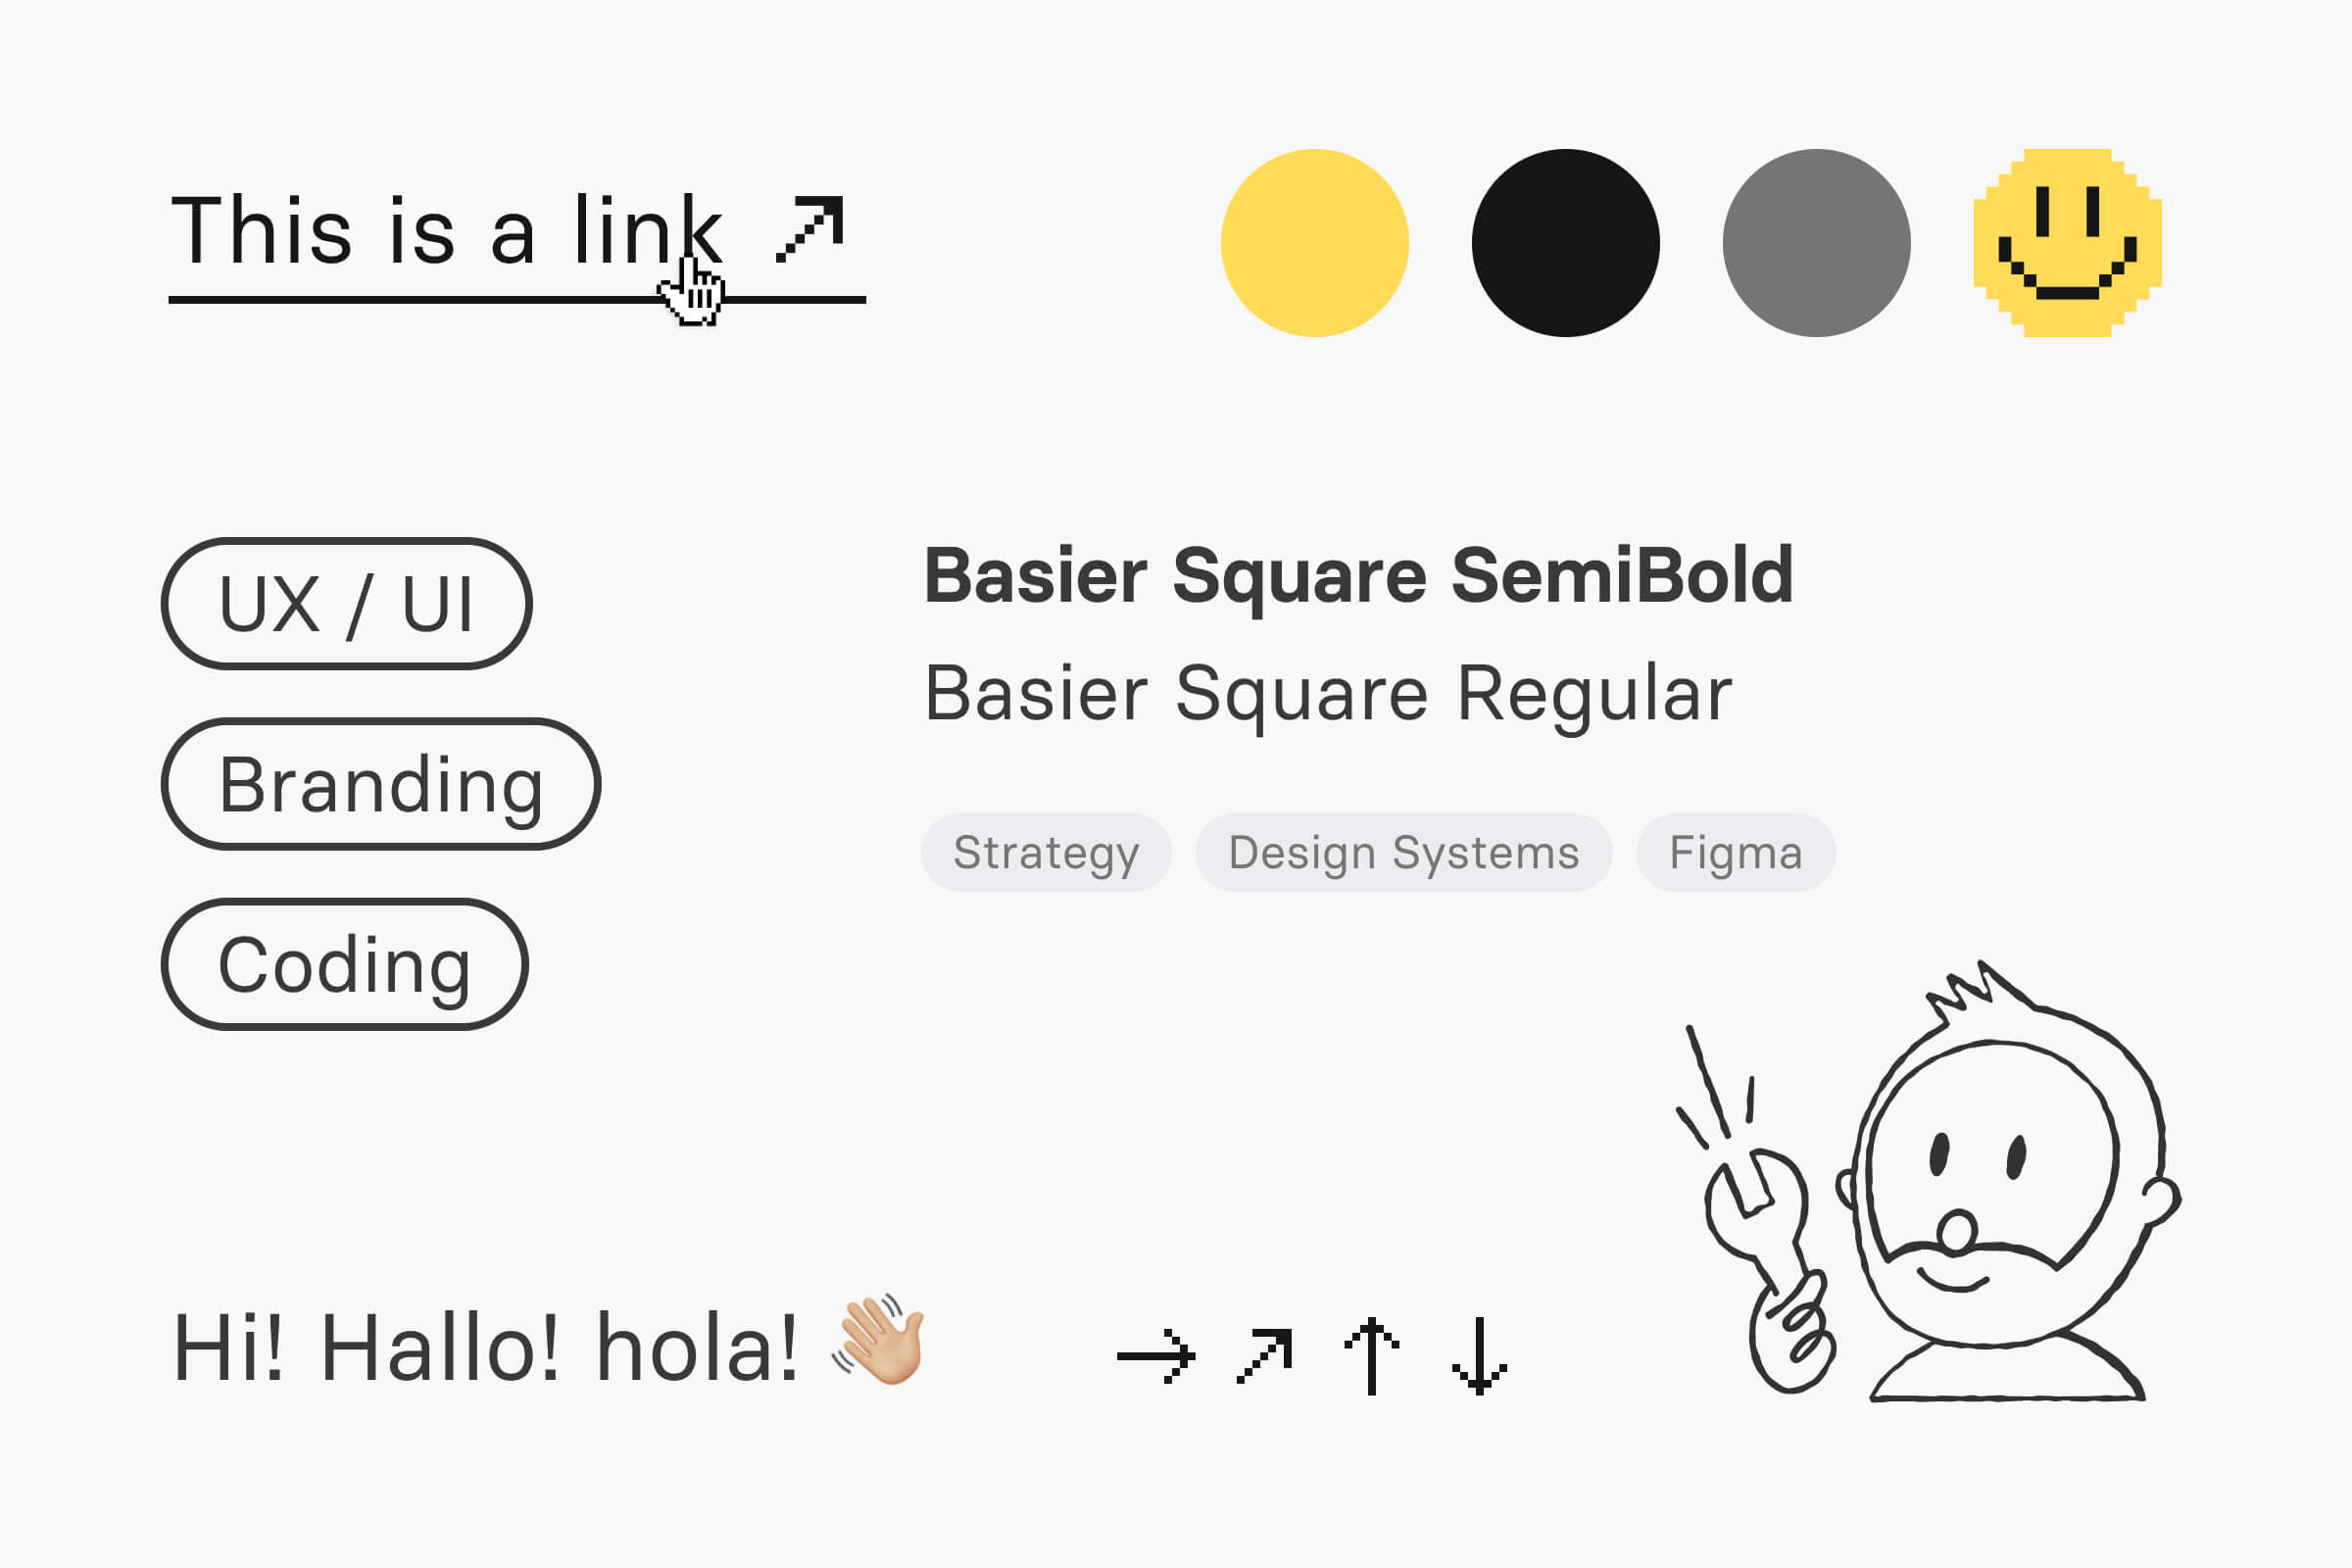 This is a link ↗
UX / UI
Branding
Coding
Basier Square SemiBold
Basier Square Regular
Strategy Design Systems Figma
Hi! Hallo! hola! 👋🏼
→ ↗ ↑ ↓